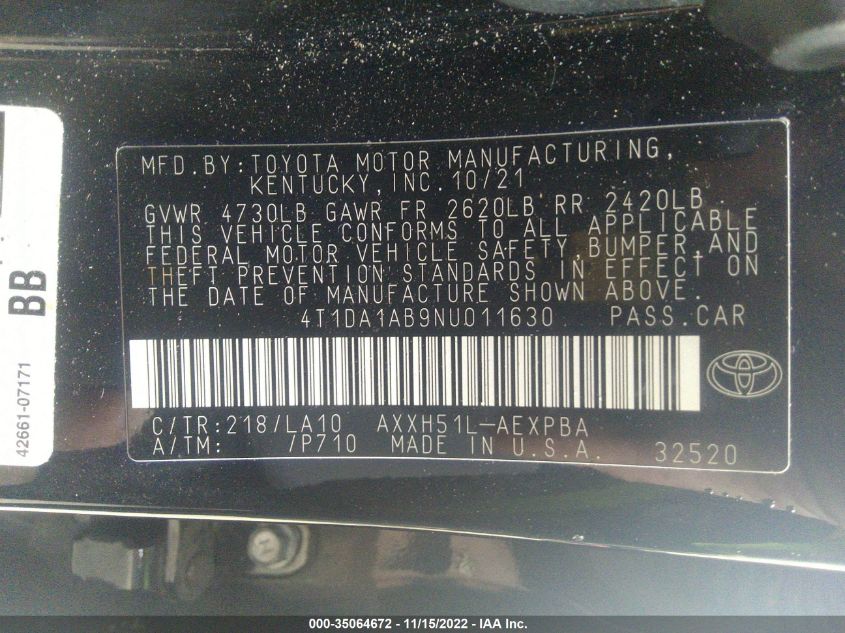 MFD.BY:TOYOTA MOTOR MANUFACTURING,
KENTUCKY,INC.10/21
GVWR 4730LB GAWR FR 2620LB RR 2420LB
THIS VEHICLE CONFORMS TO ALL APPLICABLE
FEDERAL MOTOR VEHICLE SAFETY,BUMPER,AND
THEFT PREVENTION STANDARDS IN EFFECT ON
THE DATE OF MANUFACTURE SHOWN ABOVE.
4T1DA1AB9NU011630 PASS.CAR
C/TR:218/LA10 AXXH51L-AEXPBA
A/TM: /P710 MADE IN U.S.A. 32520
BB
42661-07171
000-35064672 - 11/15/2022 - IAA Inc.